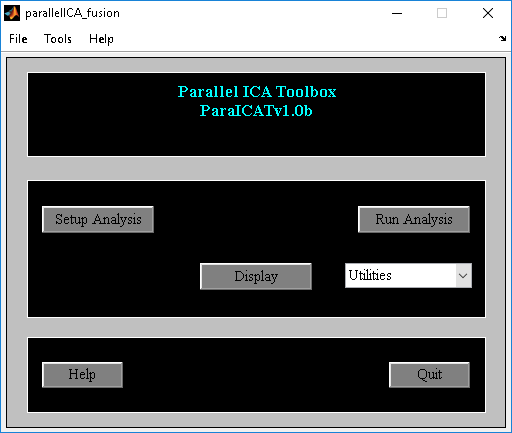 parallelICA_fusion
File Tools Help
Parallel ICA Toolbox
ParaICATv1.0b
Setup Analysis Run Analysis
Display Utilities
Help Quit